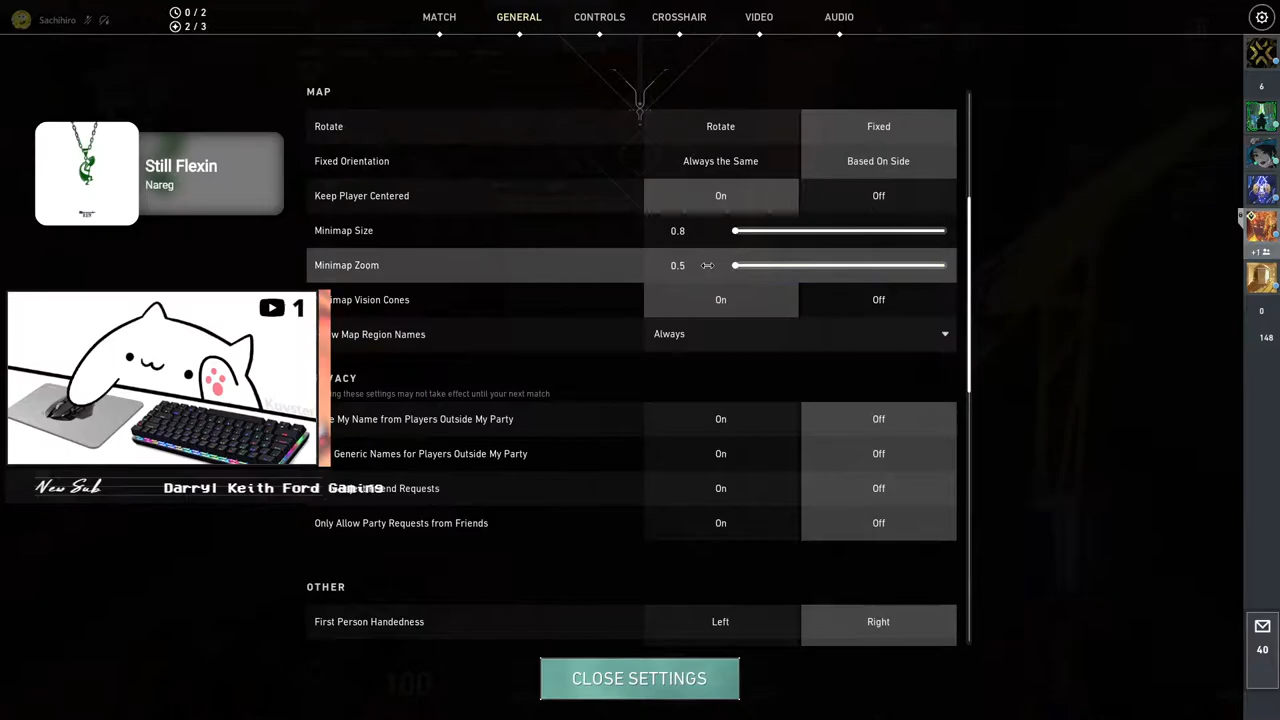 Sachihiro
0 / 2
2 / 3
MATCH
GENERAL
CONTROLS
CROSSHAIR
VIDEO
AUDIO
MAP
Rotate Rotate Fixed
Fixed Orientation Always the Same Based On Side
Keep Player Centered On Off
Minimap Size 0.8
Minimap Zoom 0.5
imap Vision Cones On Off
w Map Region Names Always
VACY
ing these settings may not take effect until your next match
e My Name from Players Outside My Party On Off
Generic Names for Players Outside My Party On Off
end Requests On Off
Only Allow Party Requests from Friends On Off
OTHER
First Person Handedness Left Right
CLOSE SETTINGS
Still Flexin
Nareg
1
New Sub
Darryl Keith Ford Gaming
6
+1
0
148
40